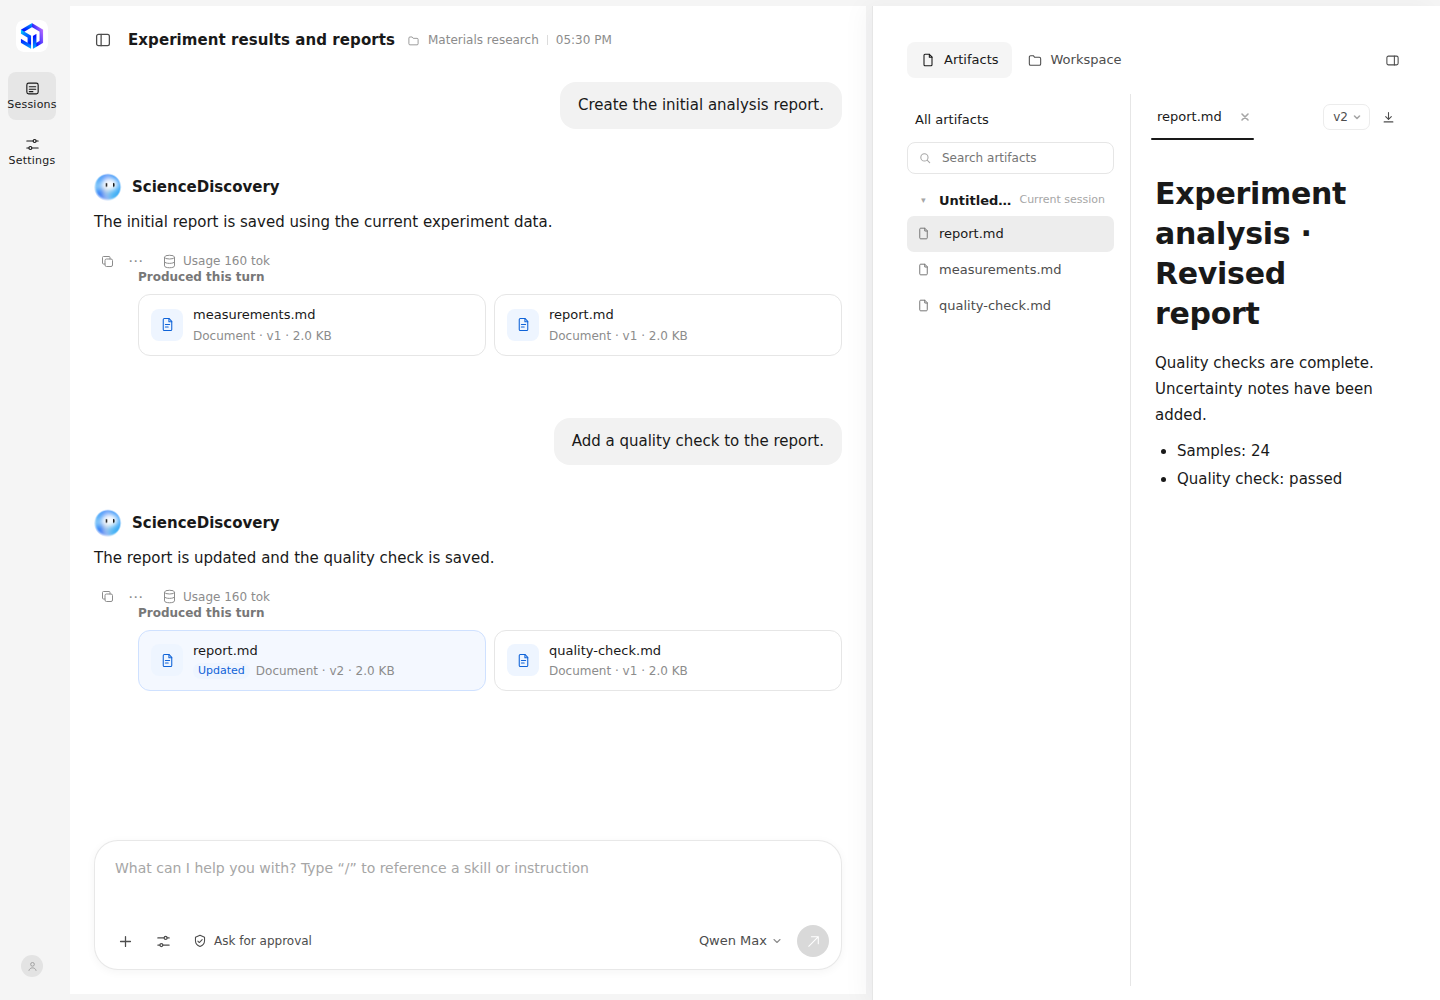 Sessions
Settings
Experiment results and reports
Materials research
05:30 PM
Create the initial analysis report.
ScienceDiscovery
The initial report is saved using the current experiment data.
Usage 160 tok
Produced this turn
measurements.md
Document · v1 · 2.0 KB
report.md
Document · v1 · 2.0 KB
Add a quality check to the report.
ScienceDiscovery
The report is updated and the quality check is saved.
Usage 160 tok
Produced this turn
report.md
Updated Document · v2 · 2.0 KB
quality-check.md
Document · v1 · 2.0 KB
What can I help you with? Type “/” to reference a skill or instruction
Ask for approval
Qwen Max
Artifacts
Workspace
All artifacts
Search artifacts
Untitled… Current session
report.md
measurements.md
quality-check.md
report.md
v2
Experiment
analysis ·
Revised
report
Quality checks are complete.
Uncertainty notes have been
added.
• Samples: 24
• Quality check: passed